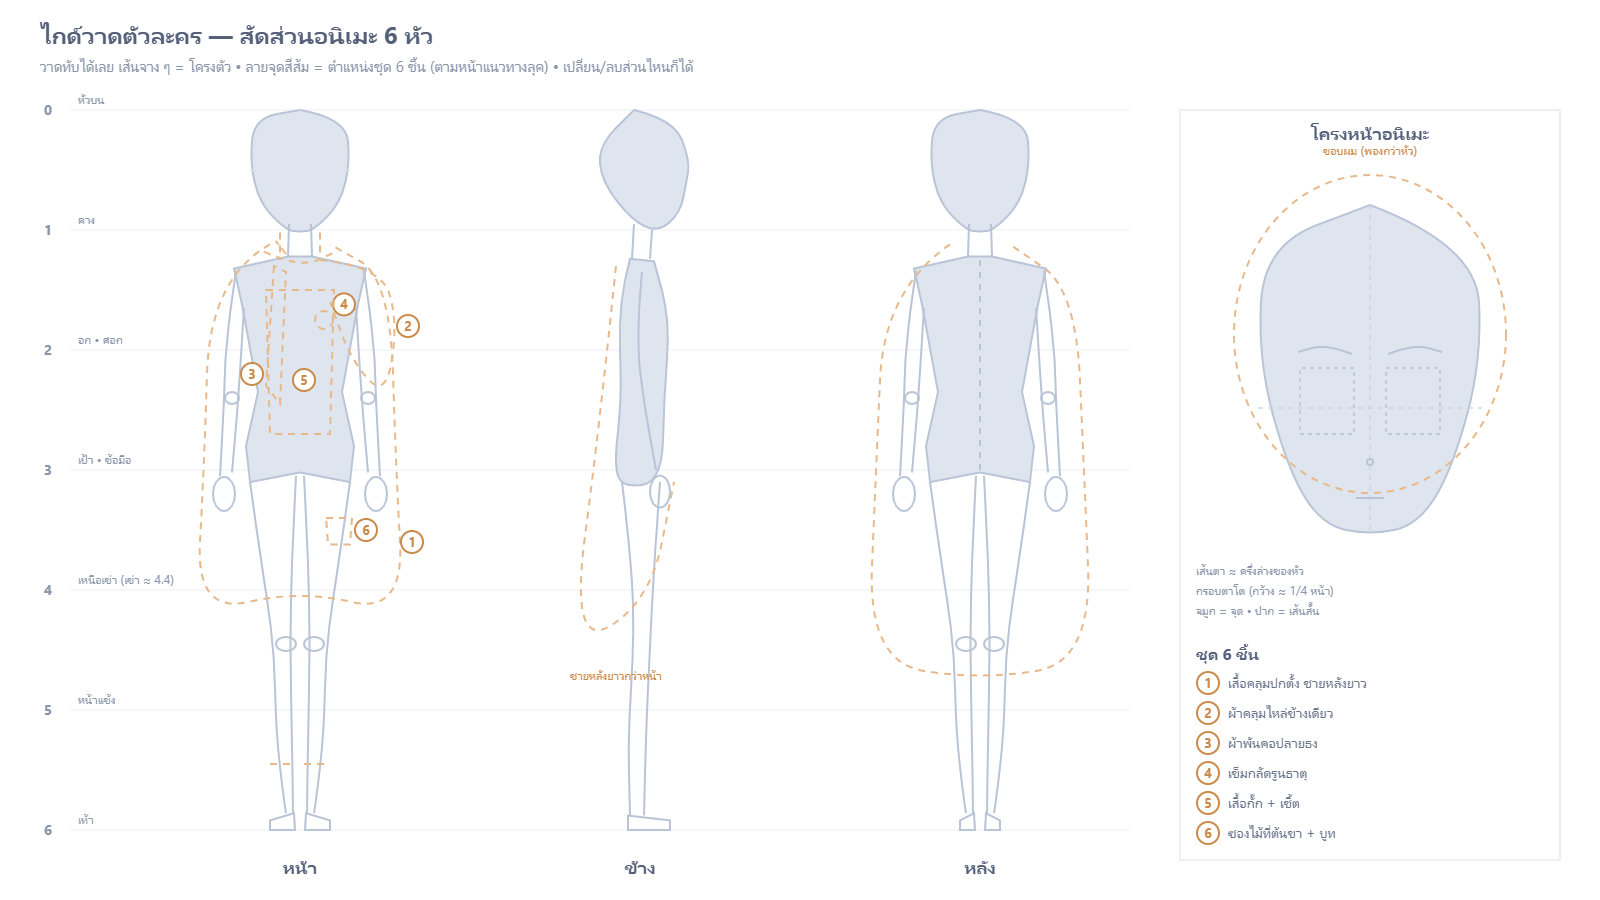 ไกด์วาดตัวละคร — สัดส่วนอนิเมะ 6 หัว
วาดทับได้เลย เส้นจาง ๆ = โครงตัว • ลายจุดสีส้ม = ตำแหน่งชุด 6 ชิ้น (ตามหน้าแนวทางลุค) • เปลี่ยน/ลบส่วนไหนก็ได้
0 หัวบน
1 คาง
2 อก • ศอก
3 เป้า • ข้อมือ
4 เหนือเข่า (เข่า ≈ 4.4)
5 หน้าแข้ง
6 เท้า
4
2
3
5
6
1
ชายหลังยาวกว่าหน้า
หน้า
ข้าง
หลัง
โครงหน้าอนิเมะ
ขอบผม (พองกว่าหัว)
เส้นตา ≈ ครึ่งล่างของหัว
กรอบตาโต (กว้าง ≈ 1/4 หน้า)
จมูก = จุด • ปาก = เส้นสั้น
ชุด 6 ชิ้น
1 เสื้อคลุมปกตั้ง ชายหลังยาว
2 ผ้าคลุมไหล่ข้างเดียว
3 ผ้าพันคอปลายธง
4 เข็มกลัดรูนธาตุ
5 เสื้อกั๊ก + เชิ้ต
6 ซองไม้ที่ต้นขา + บูท